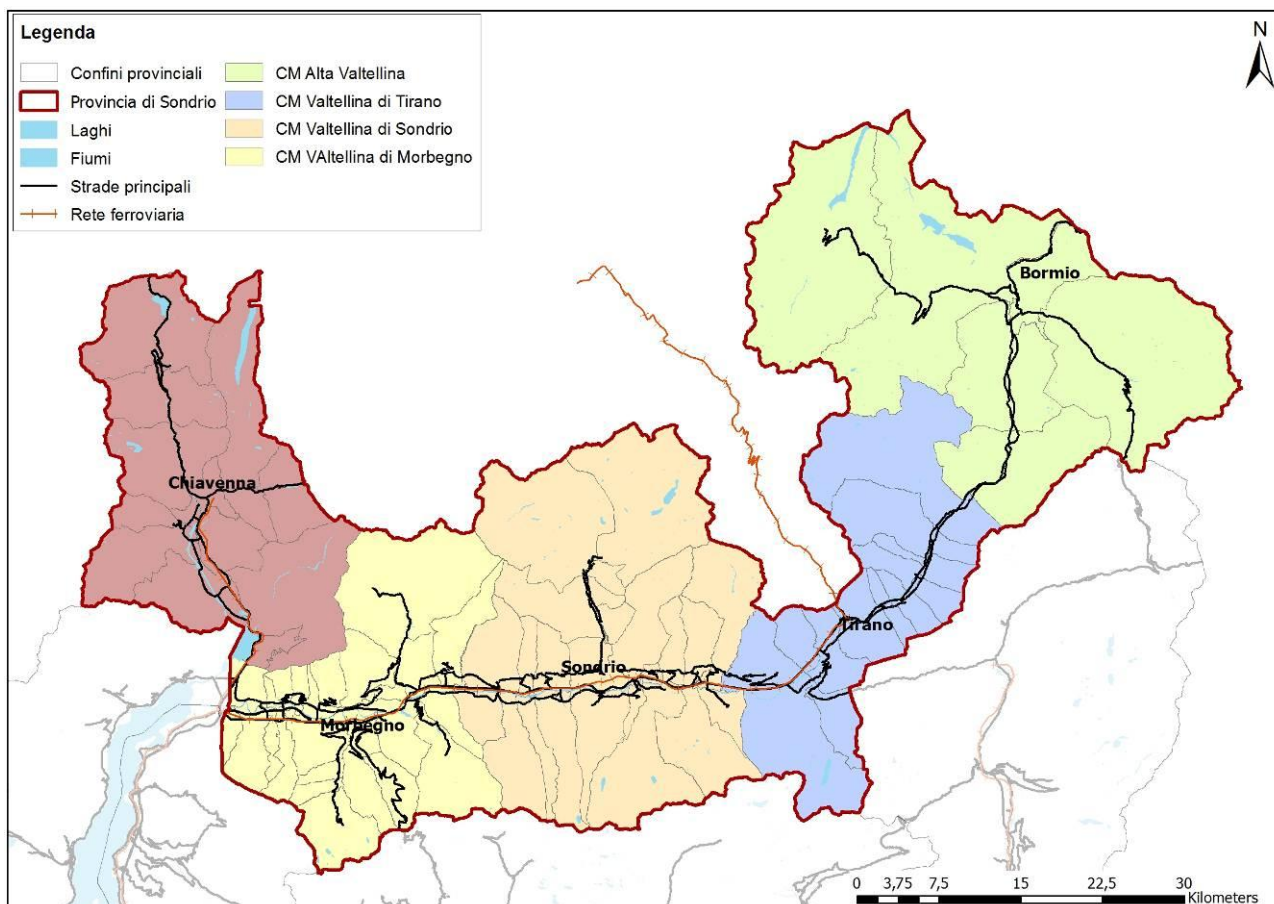 Legenda
Confini provinciali
Provincia di Sondrio
Laghi
Fiumi
Strade principali
Rete ferroviaria
CM Alta Valtellina
CM Valtellina di Tirano
CM Valtellina di Sondrio
CM VAltellina di Morbegno
N
Bormio
Chiavenna
Tirano
Sondrio
Morbegno
0 3,75 7,5 15 22,5 30
Kilometers